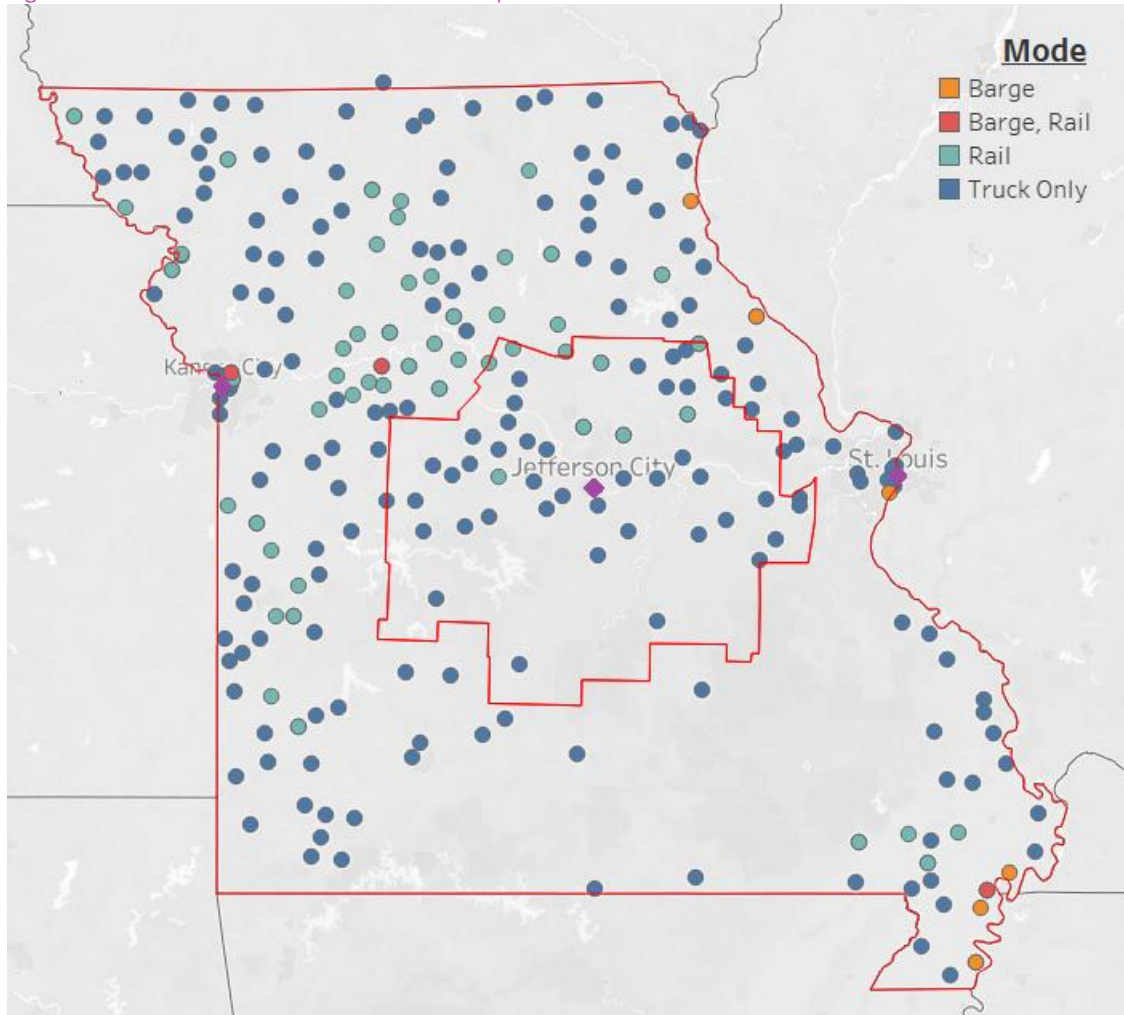 Mode
Barge
Barge, Rail
Rail
Truck Only
Kansas City
Jefferson City
St. Louis